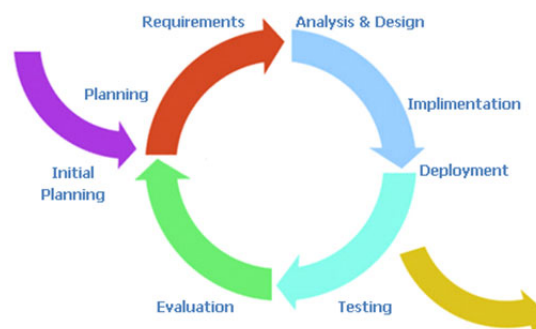 Requirements
Analysis & Design
Planning
Implimentation
Initial
Planning
Deployment
Evaluation
Testing